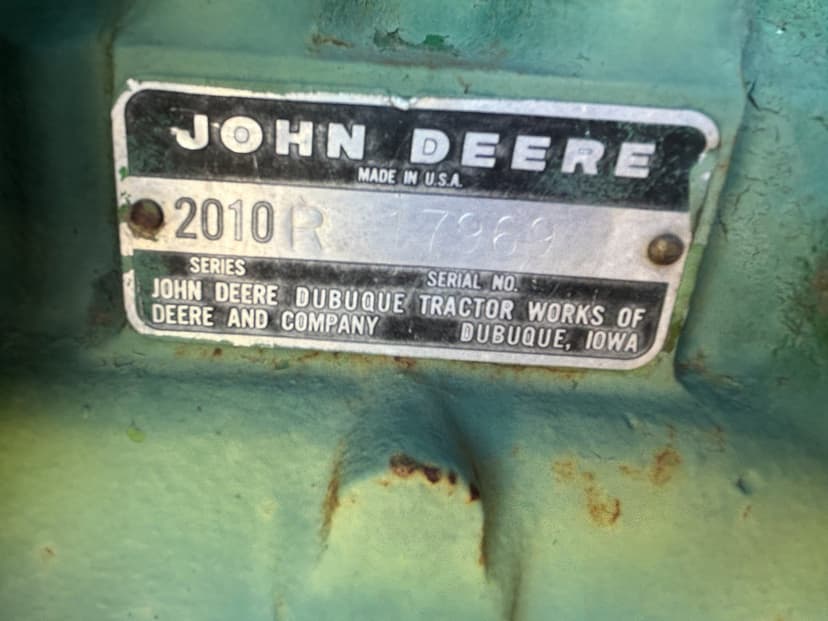 JOHN DEERE
MADE IN U.S.A.
2010 R 17969
SERIES SERIAL NO.
JOHN DEERE DUBUQUE TRACTOR WORKS OF
DEERE AND COMPANY DUBUQUE, IOWA